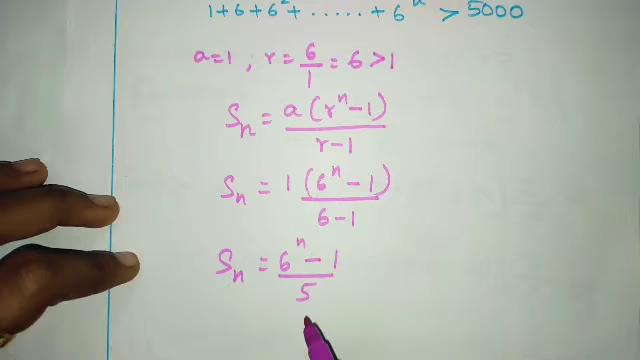 1 + 6 + 6² + ...... + 6ⁿ > 5000
a=1 ; r = 6/1 = 6 > 1
Sₙ = a(rⁿ-1)/r-1
Sₙ = 1(6ⁿ-1)/6-1
Sₙ = 6ⁿ-1/5